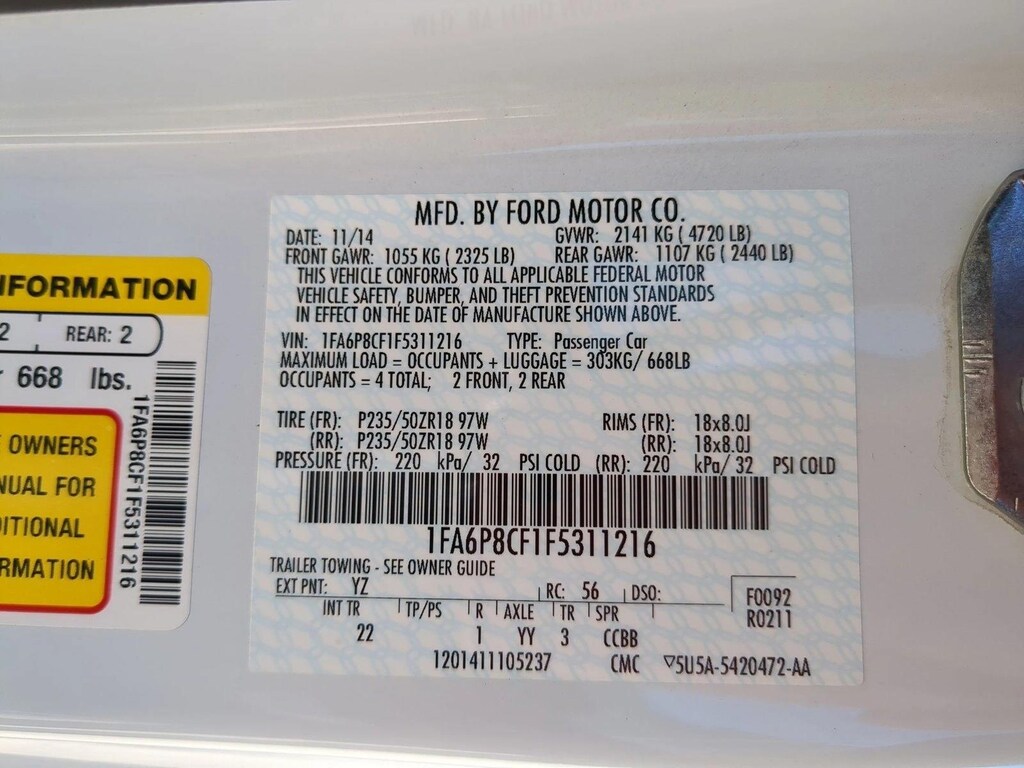 MFD. BY FORD MOTOR CO.
DATE: 11/14 GVWR: 2141 KG ( 4720 LB)
FRONT GAWR: 1055 KG ( 2325 LB) REAR GAWR: 1107 KG ( 2440 LB)
THIS VEHICLE CONFORMS TO ALL APPLICABLE FEDERAL MOTOR
VEHICLE SAFETY, BUMPER, AND THEFT PREVENTION STANDARDS
IN EFFECT ON THE DATE OF MANUFACTURE SHOWN ABOVE.
VIN: 1FA6P8CF1F5311216 TYPE: Passenger Car
MAXIMUM LOAD = OCCUPANTS + LUGGAGE = 303KG/ 668LB
OCCUPANTS = 4 TOTAL; 2 FRONT, 2 REAR
TIRE (FR): P235/50ZR18 97W RIMS (FR): 18x8.0J
(RR): P235/50ZR18 97W (RR): 18x8.0J
PRESSURE (FR): 220 kPa/ 32 PSI COLD (RR): 220 kPa/ 32 PSI COLD
1FA6P8CF1F5311216
TRAILER TOWING - SEE OWNER GUIDE
EXT PNT: YZ RC: 56 DSO:
INT TR TP/PS R AXLE TR SPR
22 1 YY 3 CCBB
F0092
R0211
1201411105237 CMC ▽5U5A-5420472-AA
NFORMATION
2 REAR: 2
668 lbs.
OWNERS
NUAL FOR
DITIONAL
RMATION
1FA6P8CF1F5311216